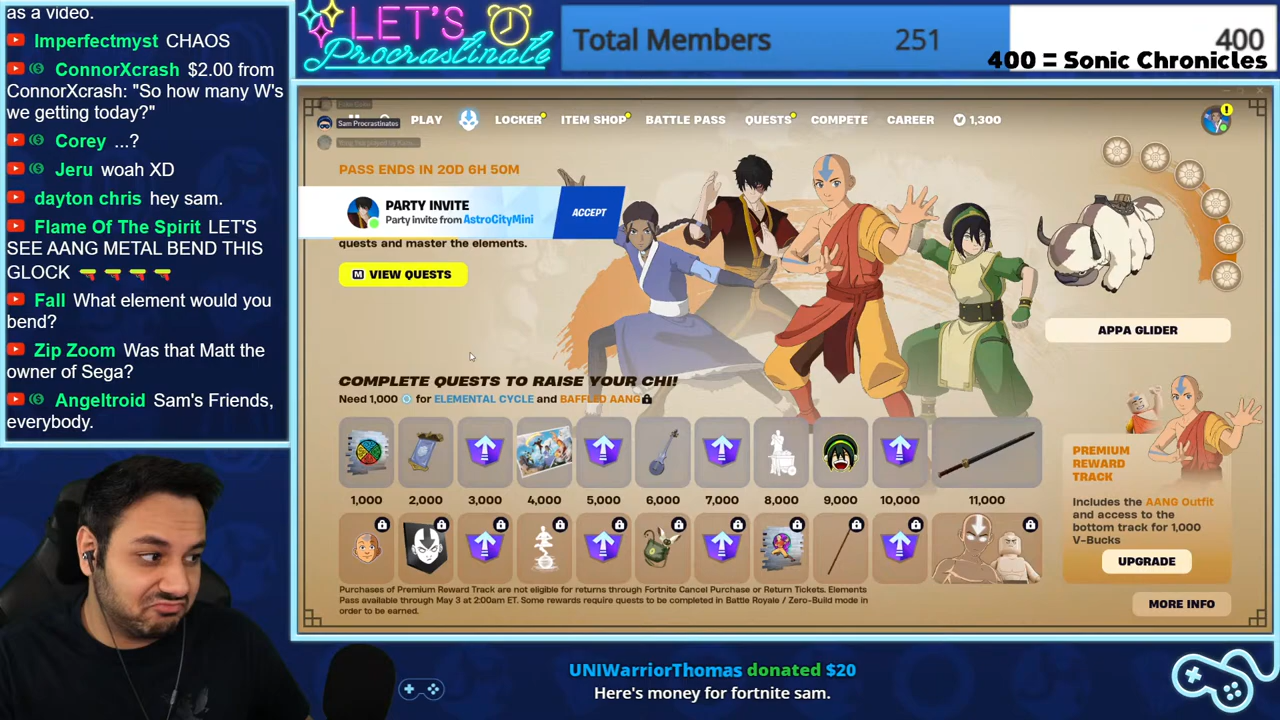 as a video.
Imperfectmyst CHAOS
ConnorXcrash $2.00 from
ConnorXcrash: "So how many W's
we getting today?"
Corey ...?
Jeru woah XD
dayton chris hey sam.
Flame Of The Spirit LET'S
SEE AANG METAL BEND THIS
GLOCK
Fall What element would you
bend?
Zip Zoom Was that Matt the
owner of Sega?
Angeltroid Sam's Friends,
everybody.
LET'S
Procrastinate
Total Members 251 400
400 = Sonic Chronicles
Sam Procrastinates
PLAY LOCKER ITEM SHOP BATTLE PASS QUESTS COMPETE CAREER 1,300
PASS ENDS IN 20D 6H 50M
PARTY INVITE
Party invite from AstroCityMini
ACCEPT
quests and master the elements.
M VIEW QUESTS
APPA GLIDER
COMPLETE QUESTS TO RAISE YOUR CHI!
Need 1,000 for ELEMENTAL CYCLE and BAFFLED AANG
1,000 2,000 3,000 4,000 5,000 6,000 7,000 8,000 9,000 10,000 11,000
PREMIUM
REWARD
TRACK
Includes the AANG Outfit
and access to the
bottom track for 1,000
V-Bucks
UPGRADE
MORE INFO
Purchases of Premium Reward Track are not eligible for returns through Fortnite Cancel Purchase or Return Tickets. Elements
Pass available through May 3 at 2:00am ET. Some rewards require quests to be completed in Battle Royale / Zero-Build mode in
order to be earned.
UNIWarriorThomas donated $20
Here's money for fortnite sam.